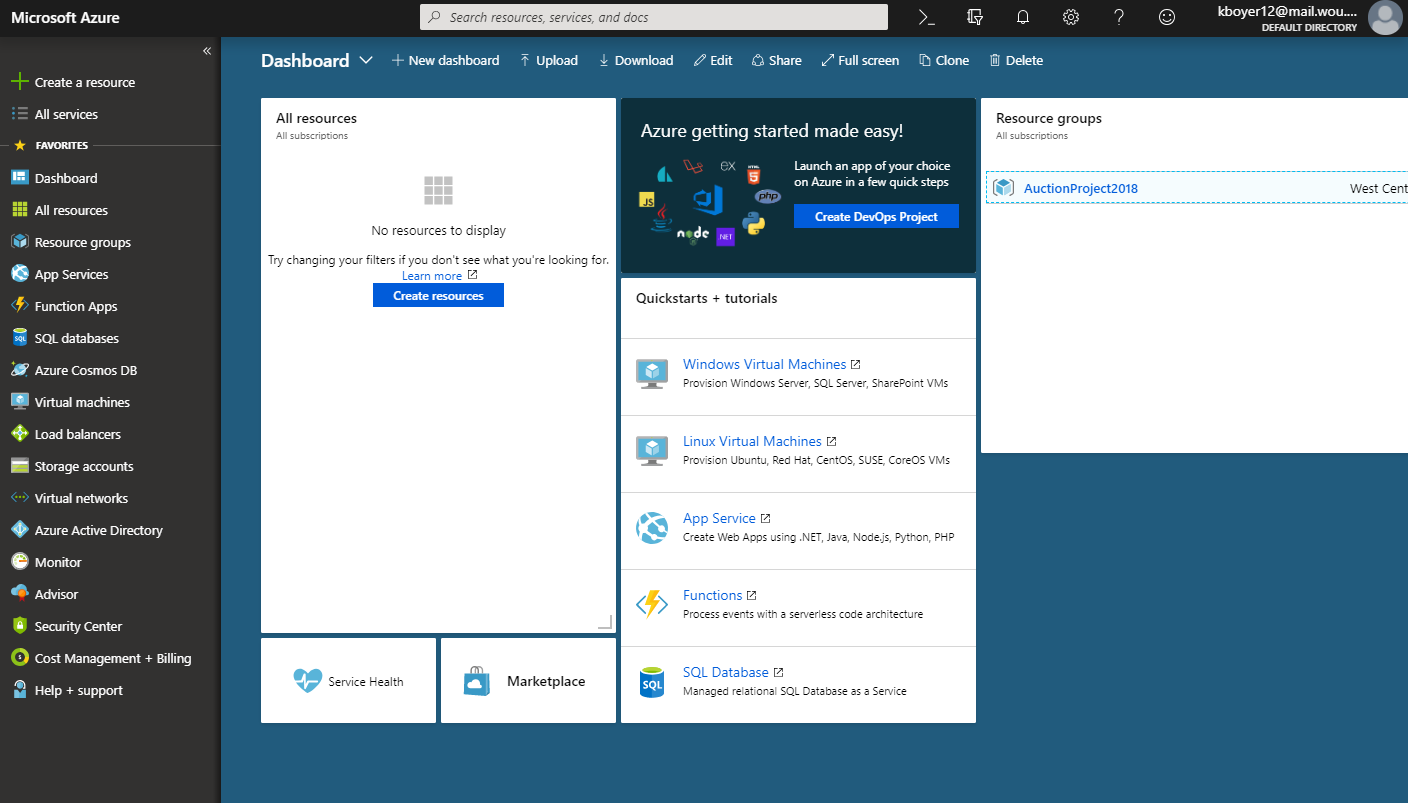 Microsoft Azure
Search resources, services, and docs
kboyer12@mail.wou....
DEFAULT DIRECTORY
Create a resource
All services
FAVORITES
Dashboard
All resources
Resource groups
App Services
Function Apps
SQL databases
Azure Cosmos DB
Virtual machines
Load balancers
Storage accounts
Virtual networks
Azure Active Directory
Monitor
Advisor
Security Center
Cost Management + Billing
Help + support
Dashboard
New dashboard
Upload
Download
Edit
Share
Full screen
Clone
Delete
All resources
All subscriptions
No resources to display
Try changing your filters if you don't see what you're looking for.
Learn more
Create resources
Service Health
Marketplace
Azure getting started made easy!
Launch an app of your choice
on Azure in a few quick steps
Create DevOps Project
EX
HTML
5
JS
php
node
.NET
Quickstarts + tutorials
Windows Virtual Machines
Provision Windows Server, SQL Server, SharePoint VMs
Linux Virtual Machines
Provision Ubuntu, Red Hat, CentOS, SUSE, CoreOS VMs
App Service
Create Web Apps using .NET, Java, Node.js, Python, PHP
Functions
Process events with a serverless code architecture
SQL
SQL Database
Managed relational SQL Database as a Service
Resource groups
All subscriptions
AuctionProject2018
West Cent